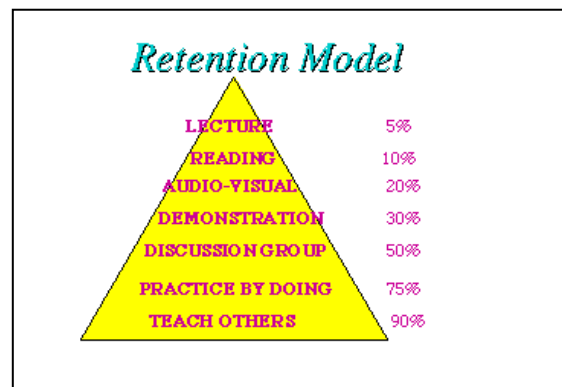 Retention Model
LECTURE 5%
READING 10%
AUDIO-VISUAL 20%
DEMONSTRATION 30%
DISCUSSION GROUP 50%
PRACTICE BY DOING 75%
TEACH OTHERS 90%